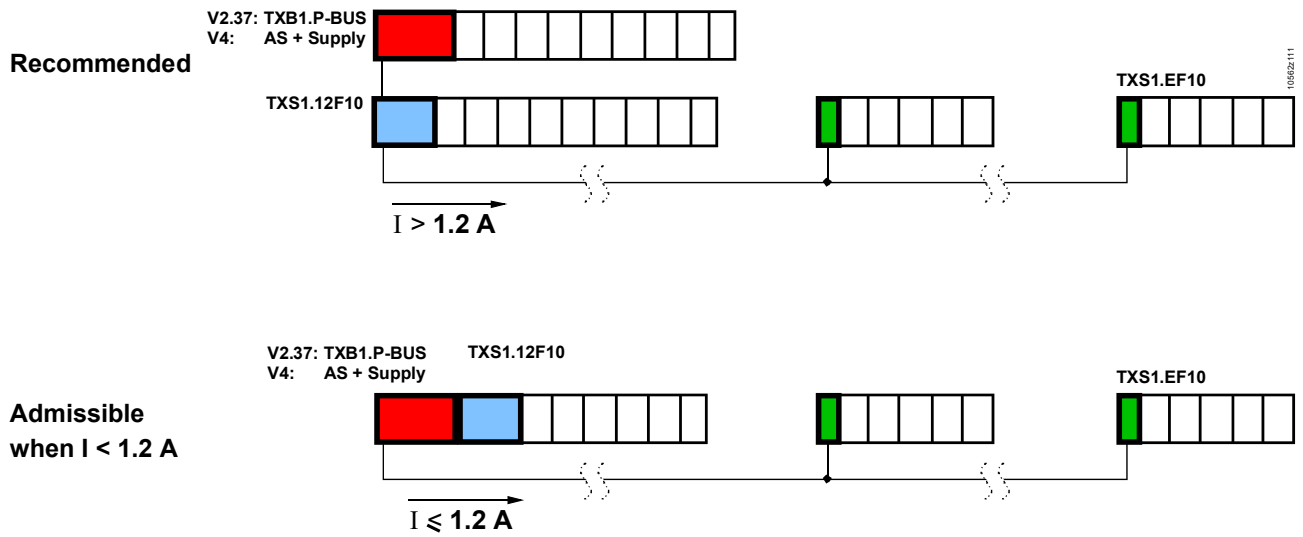 V2.37: TXB1.P-BUS
V4: AS + Supply
Recommended
TXS1.12F10
TXS1.EF10
10562z111
I > 1.2 A
V2.37: TXB1.P-BUS TXS1.12F10
V4: AS + Supply
TXS1.EF10
Admissible
when I < 1.2 A
I ⩽ 1.2 A